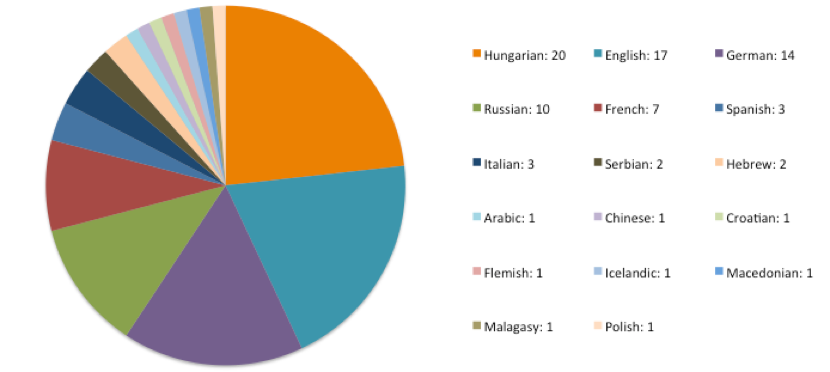 Hungarian: 20 English: 17 German: 14
Russian: 10 French: 7 Spanish: 3
Italian: 3 Serbian: 2 Hebrew: 2
Arabic: 1 Chinese: 1 Croatian: 1
Flemish: 1 Icelandic: 1 Macedonian: 1
Malagasy: 1 Polish: 1